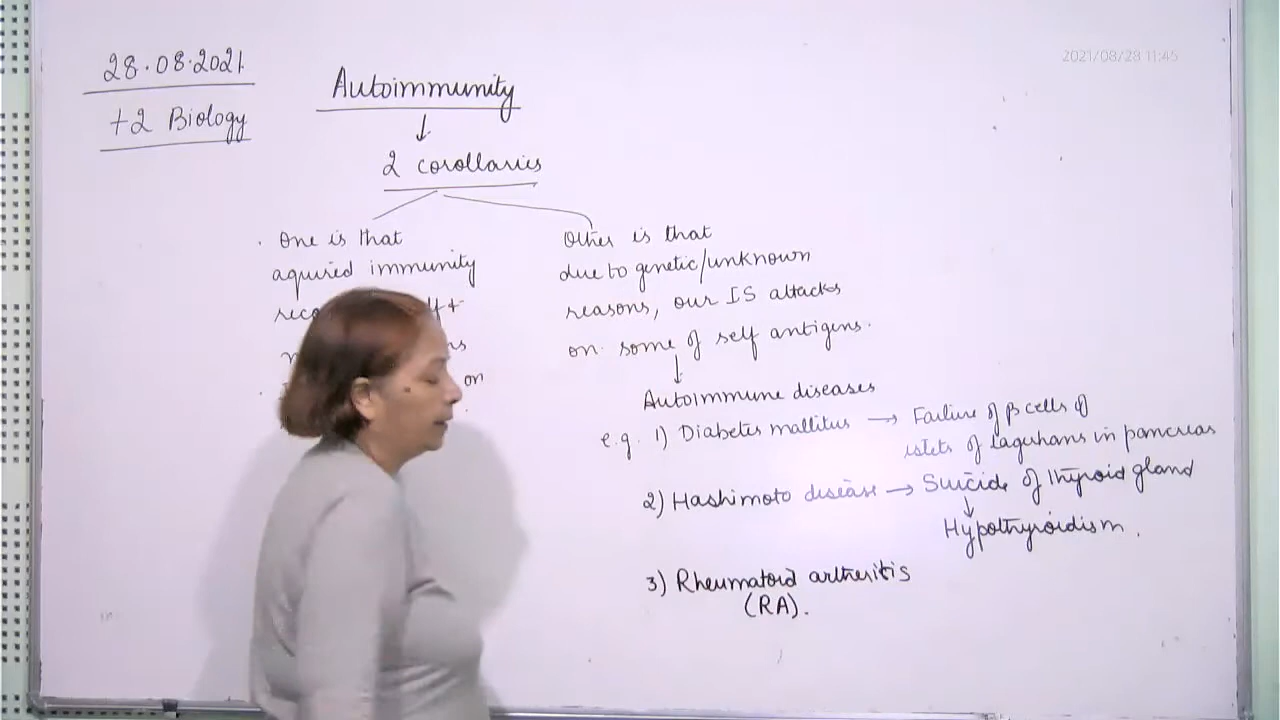 28.08.2021
+2 Biology
2021/08/28 11:45
Autoimmunity
↓
2 corollaries
. One is that
aquired immunity
on
Other is that
due to genetic/unknown
reasons, our IS attacks
on some of self antigens.
↓
Autoimmune diseases
e.g. 1) Diabetes mallitus → Failure of β cells of
islets of laguhans in pancreas
2) Hashimoto disease → Suicide of thyroid gland
↓
Hypothyroidism.
3) Rheumatoid artheritis
(RA).